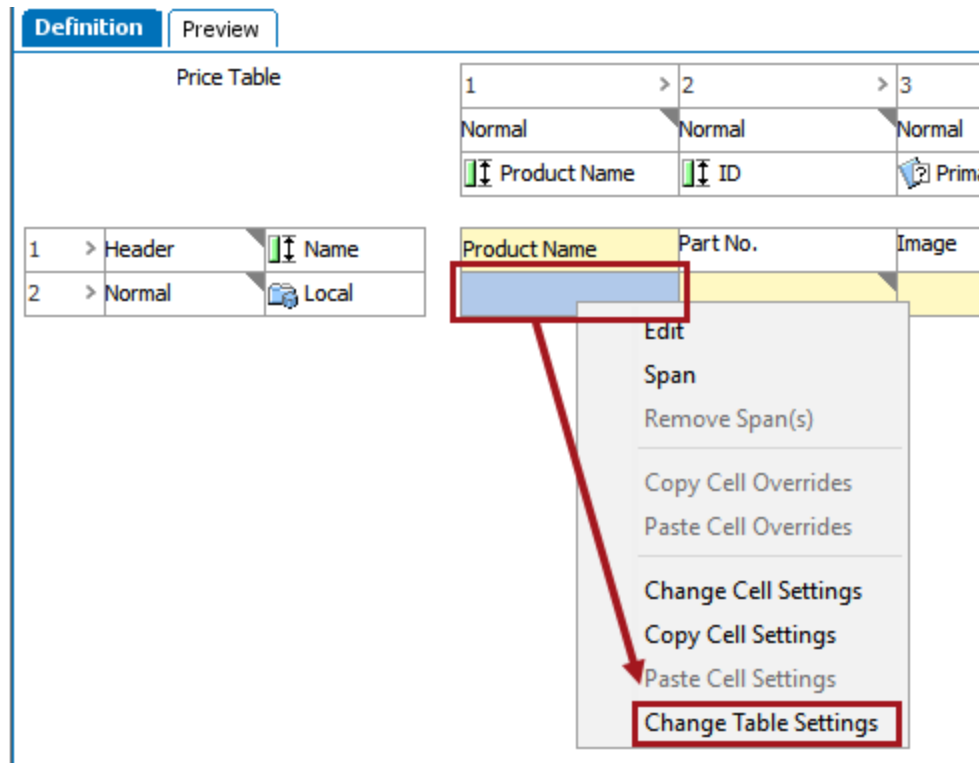 Definition Preview
Price Table
1 > 2 > 3
Normal Normal Normal
Product Name ID
1 > Header Name Product Name Part No. Image
2 > Normal Local
Edit
Span
Remove Span(s)
Copy Cell Overrides
Paste Cell Overrides
Change Cell Settings
Copy Cell Settings
Paste Cell Settings
Change Table Settings